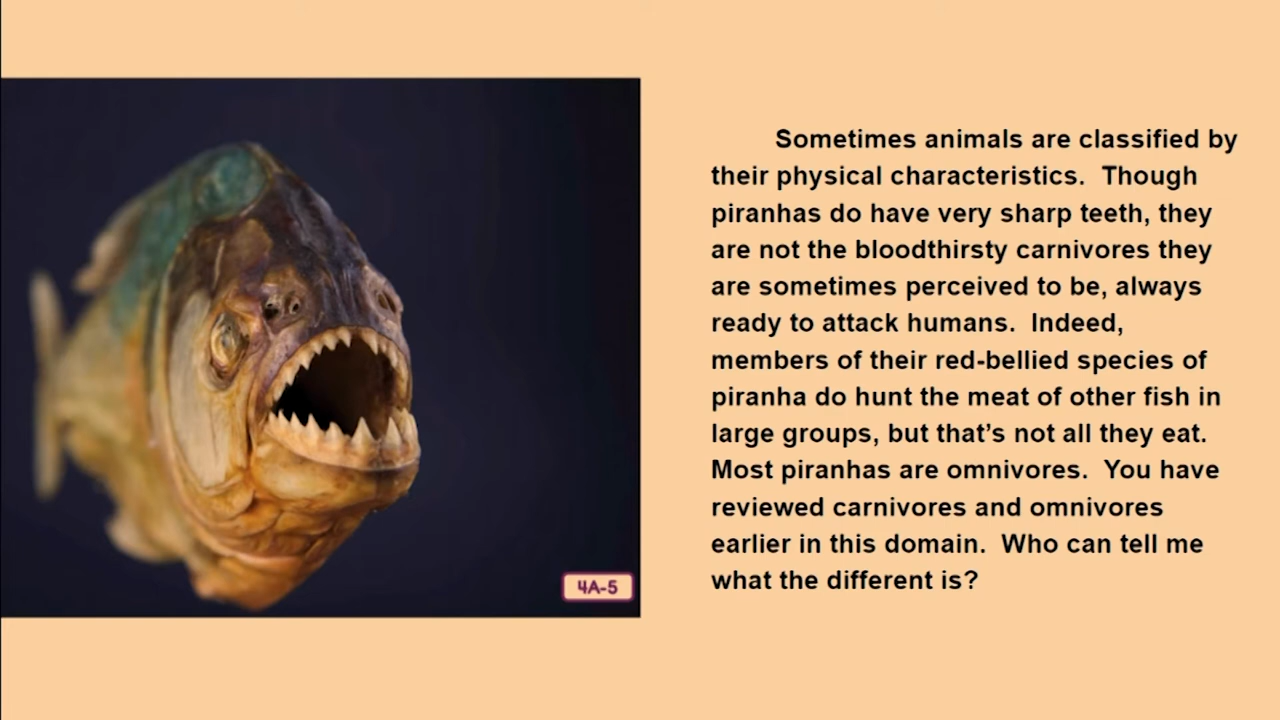 Sometimes animals are classified by
their physical characteristics.  Though
piranhas do have very sharp teeth, they
are not the bloodthirsty carnivores they
are sometimes perceived to be, always
ready to attack humans.  Indeed,
members of their red-bellied species of
piranha do hunt the meat of other fish in
large groups, but that’s not all they eat.
Most piranhas are omnivores.  You have
reviewed carnivores and omnivores
earlier in this domain.  Who can tell me
what the different is?
4A-5